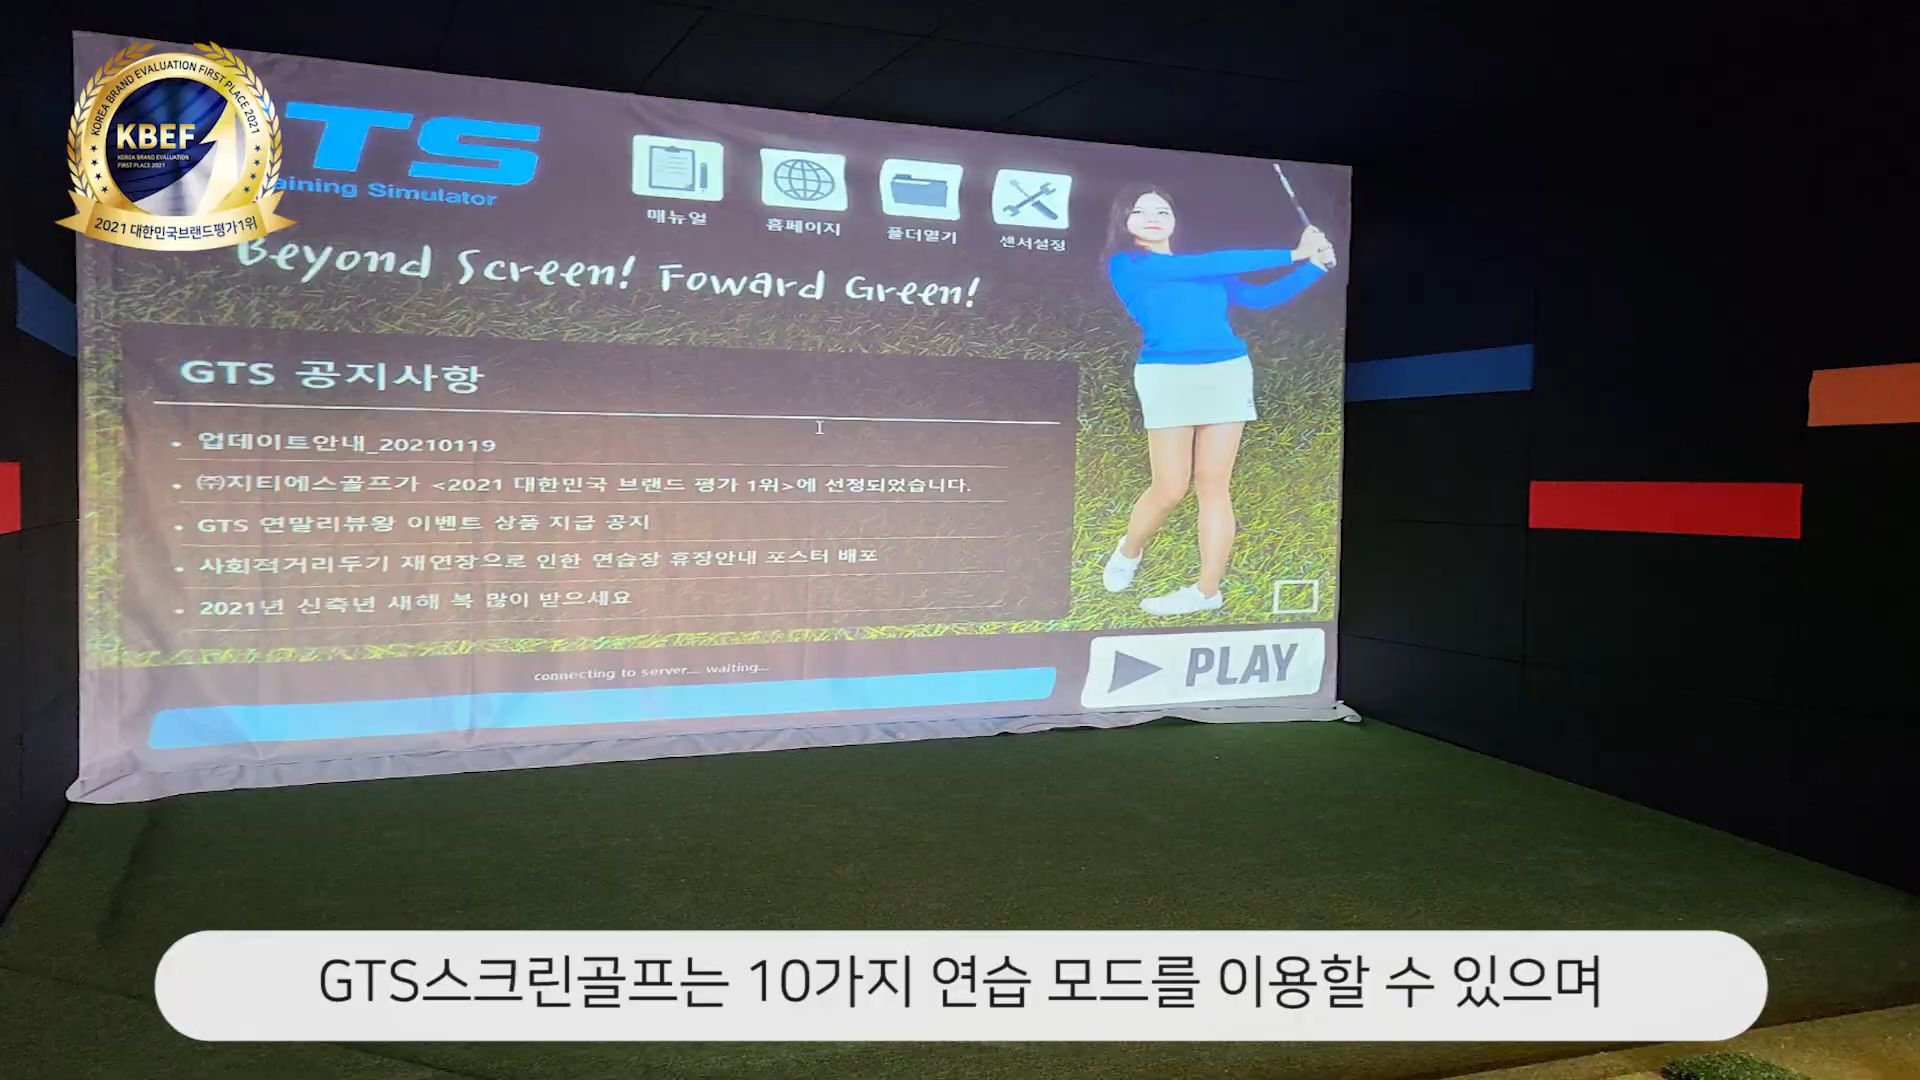 KOREA BRAND EVALUATION FIRST PLACE 2021
KBEF
KOREA BRAND EVALUATION
FIRST PLACE 2021
2021 대한민국브랜드평가1위
TS
aining Simulator
매뉴얼
홈페이지
폴더열기
센서설정
Beyond Screen! Foward Green!
GTS 공지사항
• 업데이트안내_20210119
• ㈜지티에스골프가 <2021 대한민국 브랜드 평가 1위>에 선정되었습니다.
• GTS 연말리뷰왕 이벤트 상품 지급 공지
• 사회적거리두기 재연장으로 인한 연습장 휴장안내 포스터 배포
• 2021년 신축년 새해 복 많이 받으세요
connecting to server.... waiting...
PLAY
GTS스크린골프는 10가지 연습 모드를 이용할 수 있으며